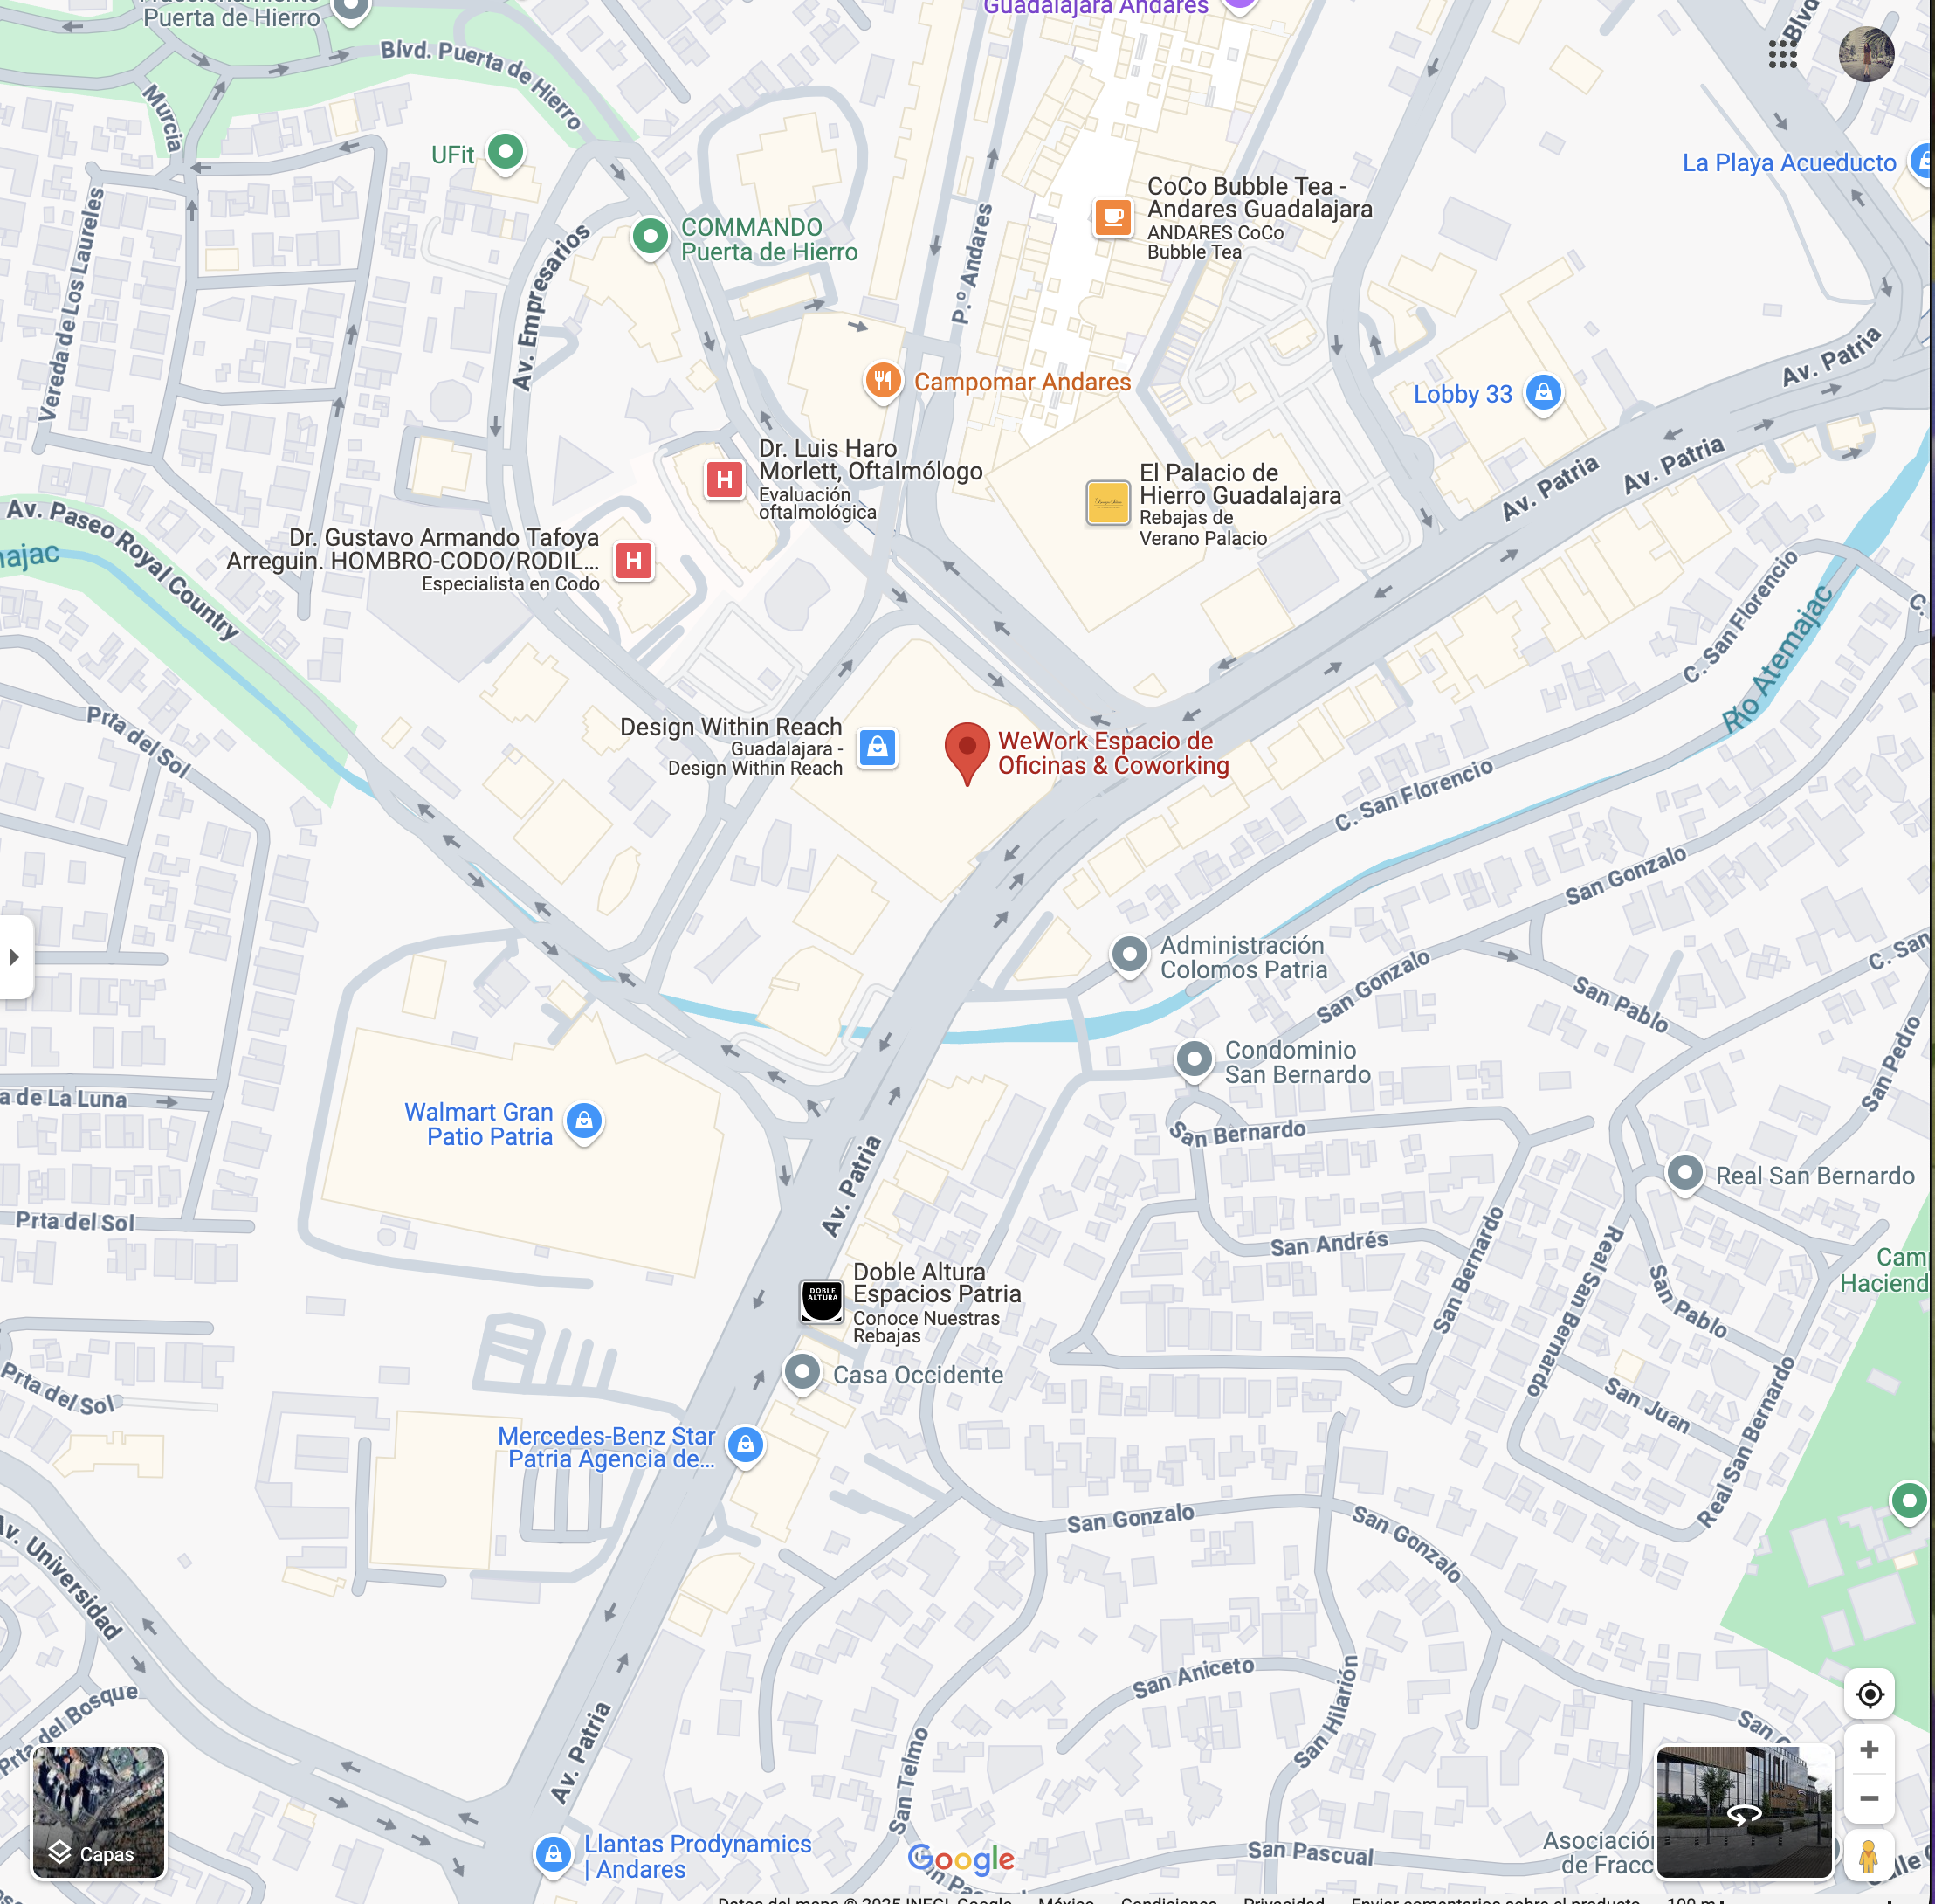 Puerta de Hierro
Guadalajara Andares
Blvd. Puerta de Hierro
Blvd
Murcia
UFit
La Playa Acueducto
CoCo Bubble Tea -
Andares Guadalajara
ANDARES CoCo
Bubble Tea
COMMANDO
Puerta de Hierro
Vereda de Los Laureles
Av. Empresarios
P.º Andares
Av. Patria
Campomar Andares
Lobby 33
Dr. Luis Haro
Morlett, Oftalmólogo
Evaluación
oftalmológica
El Palacio de
Hierro Guadalajara
Rebajas de
Verano Palacio
Av. Patria
Av. Patria
Av. Paseo Royal Country
najac
Dr. Gustavo Armando Tafoya
Arreguin. HOMBRO-CODO/RODIL...
Especialista en Codo
C. San Florencio
C.
Río Atemajac
Prta del Sol
Design Within Reach
Guadalajara -
Design Within Reach
WeWork Espacio de
Oficinas & Coworking
C. San Florencio
San Gonzalo
Administración
Colomos Patria
San Gonzalo
C. San
San Pablo
Condominio
San Bernardo
San Pedro
a de La Luna
Walmart Gran
Patio Patria
San Bernardo
Real San Bernardo
Av. Patria
Prta del Sol
San Andrés
San Bernardo
Real San Bernardo
San Pablo
Cam
Haciend
Doble Altura
Espacios Patria
Conoce Nuestras
Rebajas
DOBLE
ALTURA
Casa Occidente
Prta del Sol
San Juan
Real San Bernardo
Mercedes-Benz Star
Patria Agencia de...
San Gonzalo
San Gonzalo
Av. Universidad
San Aniceto
San Hilarión
Prta del Bosque
Av. Patria
San Telmo
San G
Capas
Llantas Prodynamics
| Andares
Google
San Pascual
Asociación
de Fracc
lle
Datos del mapa © 2025 INEGI, Google
México
Condiciones
Privacidad
Enviar comentarios sobre el producto
100 m